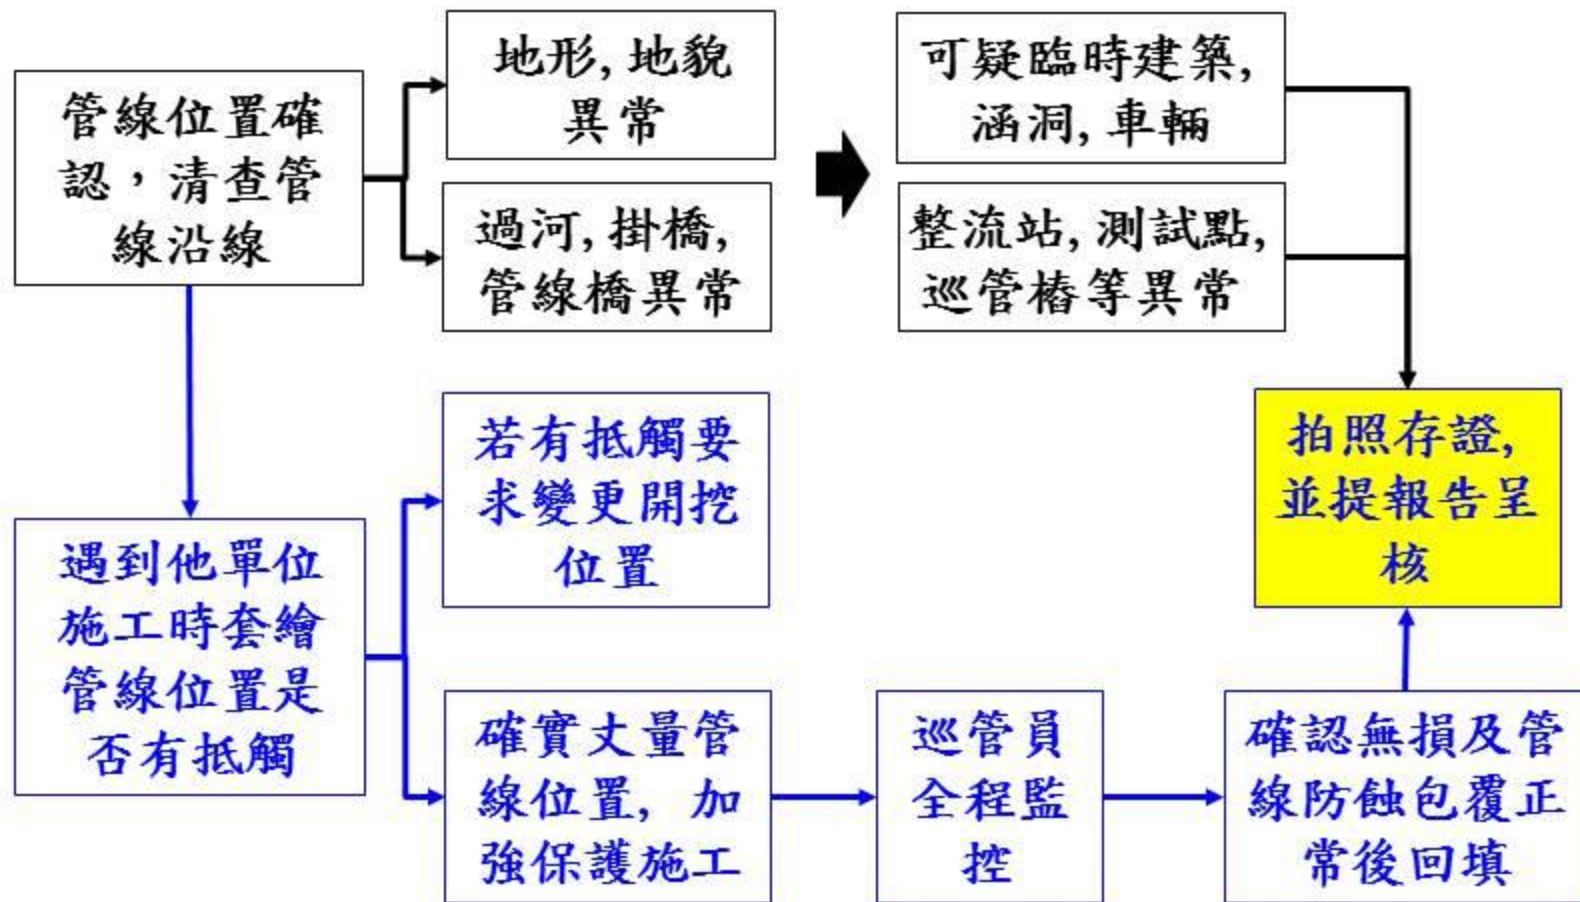 管線位置確
認，清查管
線沿線
地形, 地貌
異常
過河, 掛橋,
管線橋異常
可疑臨時建築,
涵洞, 車輛
整流站, 測試點,
巡管樁等異常
拍照存證,
並提報告呈
核
遇到他單位
施工時套繪
管線位置是
否有抵觸
若有抵觸要
求變更開挖
位置
確實丈量管
線位置, 加
強保護施工
巡管員
全程監
控
確認無損及管
線防蝕包覆正
常後回填